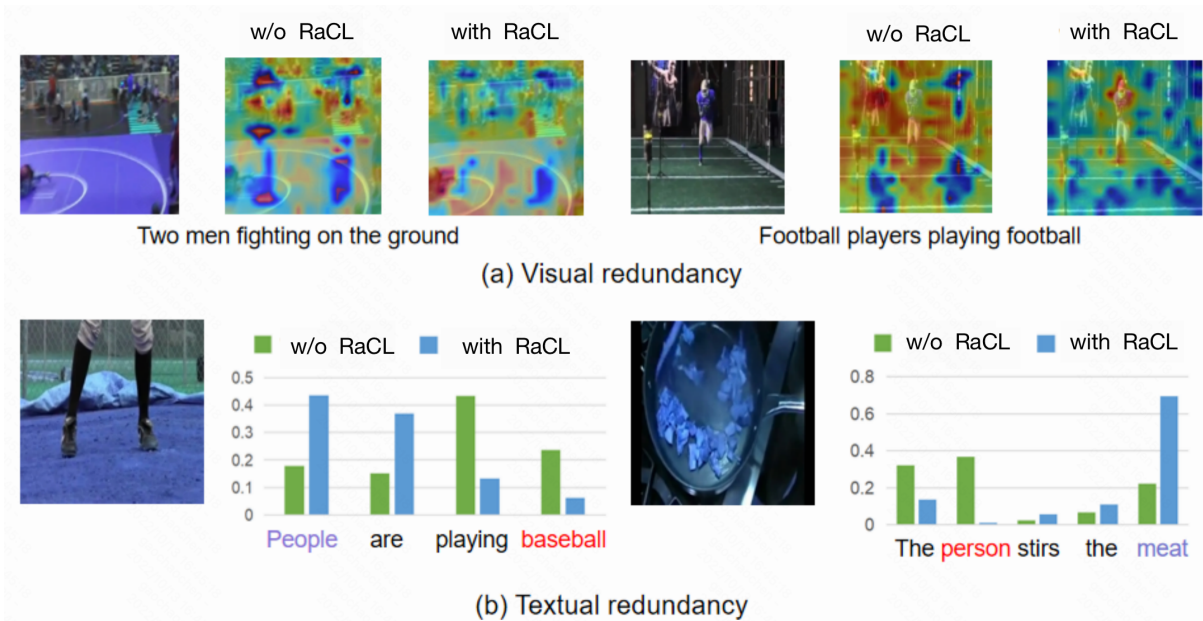 w/o RaCL
with RaCL
w/o RaCL
with RaCL
Two men fighting on the ground
Football players playing football
(a) Visual redundancy
w/o RaCL
with RaCL
0.5
0.4
0.3
0.2
0.1
0
People are playing baseball
w/o RaCL
with RaCL
0.8
0.6
0.4
0.2
0
The person stirs the meat
(b) Textual redundancy